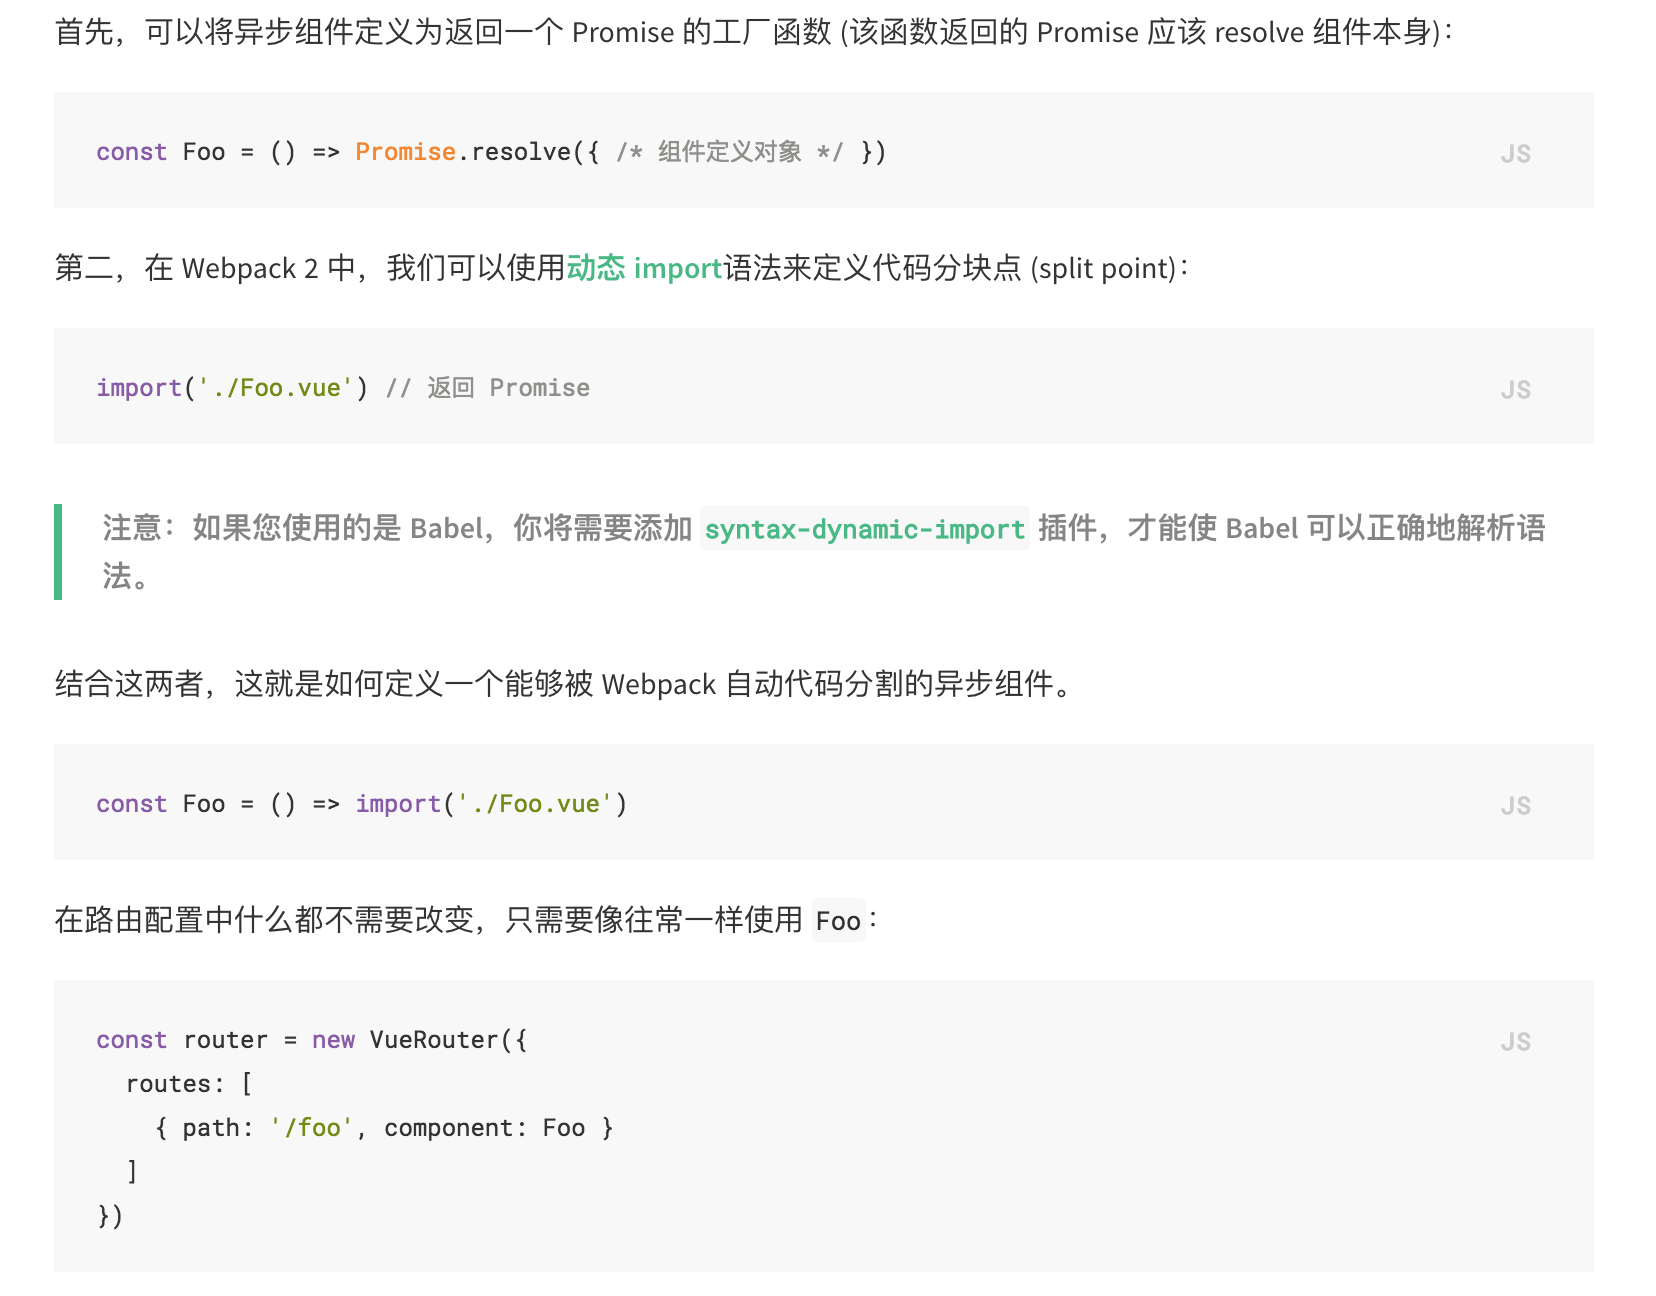 首先，可以将异步组件定义为返回一个 Promise 的工厂函数 (该函数返回的 Promise 应该 resolve 组件本身)：
const Foo = () => Promise.resolve({ /* 组件定义对象 */ })
JS
第二，在 Webpack 2 中，我们可以使用动态 import语法来定义代码分块点 (split point)：
import('./Foo.vue') // 返回 Promise
JS
注意：如果您使用的是 Babel，你将需要添加 syntax-dynamic-import 插件，才能使 Babel 可以正确地解析语
法。
结合这两者，这就是如何定义一个能够被 Webpack 自动代码分割的异步组件。
const Foo = () => import('./Foo.vue')
JS
在路由配置中什么都不需要改变，只需要像往常一样使用 Foo：
const router = new VueRouter({
JS
  routes: [
    { path: '/foo', component: Foo }
  ]
})